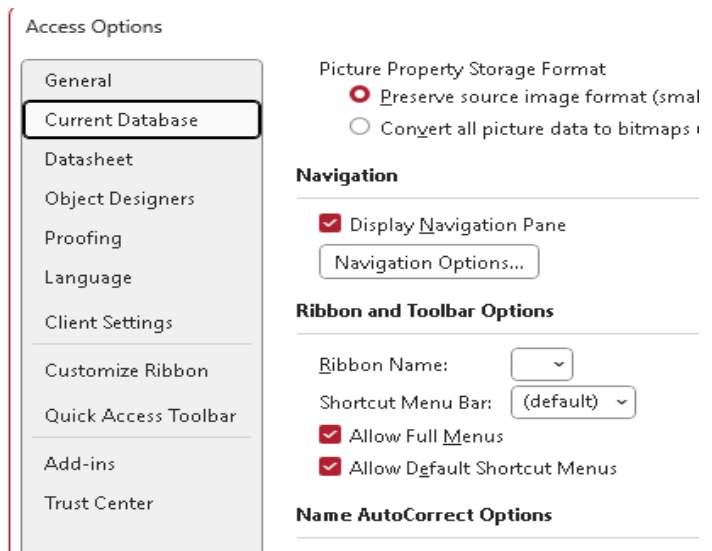 Access Options
General
Current Database
Datasheet
Object Designers
Proofing
Language
Client Settings
Customize Ribbon
Quick Access Toolbar
Add-ins
Trust Center
Picture Property Storage Format
Preserve source image format (smal
Convert all picture data to bitmaps
Navigation
Display Navigation Pane
Navigation Options...
Ribbon and Toolbar Options
Ribbon Name:
Shortcut Menu Bar: (default)
Allow Full Menus
Allow Default Shortcut Menus
Name AutoCorrect Options